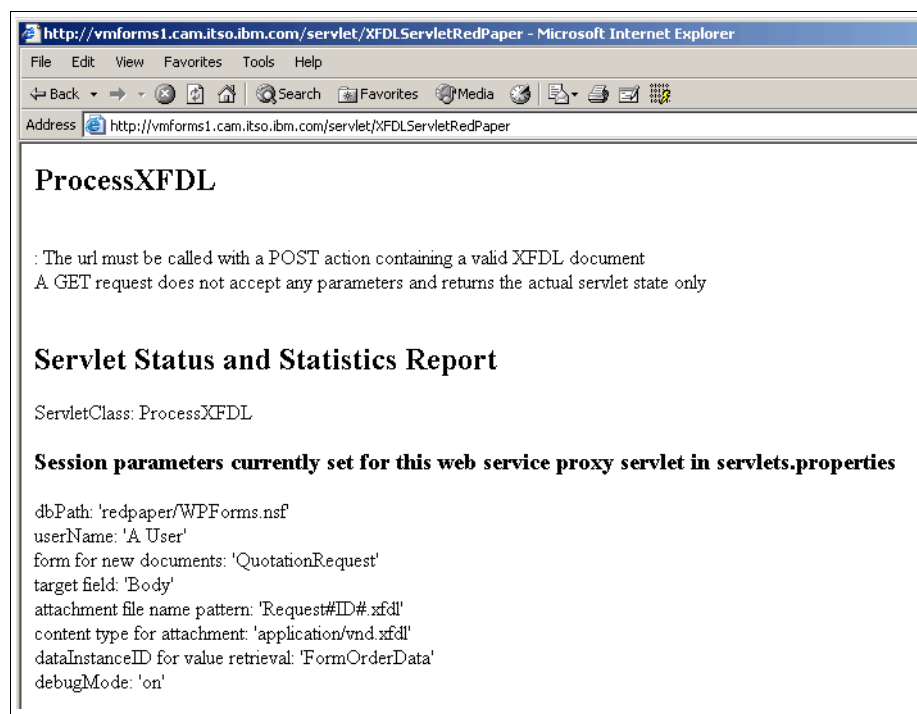 http://vmforms1.cam.itso.ibm.com/servlet/XFDLServletRedPaper - Microsoft Internet Explorer
File Edit View Favorites Tools Help
Back Search Favorites Media
Address http://vmforms1.cam.itso.ibm.com/servlet/XFDLServletRedPaper
ProcessXFDL
: The url must be called with a POST action containing a valid XFDL document
A GET request does not accept any parameters and returns the actual servlet state only
Servlet Status and Statistics Report
ServletClass: ProcessXFDL
Session parameters currently set for this web service proxy servlet in servlets.properties
dbPath: 'redpaper/WPForms.nsf'
userName: 'A User'
form for new documents: 'QuotationRequest'
target field: 'Body'
attachment file name pattern: 'Request#ID#.xfdl'
content type for attachment: 'application/vnd.xfdl'
dataInstanceID for value retrieval: 'FormOrderData'
debugMode: 'on'